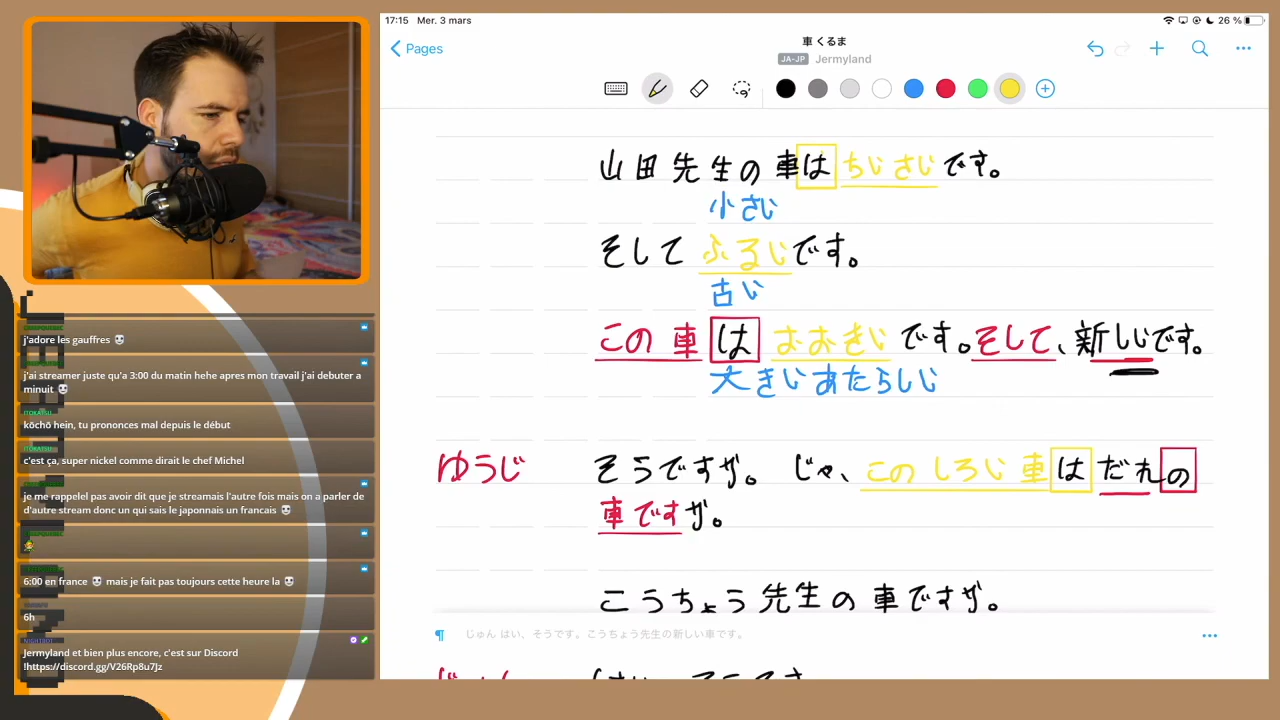 17:15 Mer. 3 mars
26 %
Pages
車 くるま
JA-JP Jermyland
山田先生の車はちいさいです。
小さい
そして ふるいです。
古い
この車はおおきいです。そして、新しいです。
大きいあたらしい
ゆうじ そうですか。じゃ、このしろい車はだれの
車ですか。
こうちょう先生の車ですか。
じゅん はい、そうです。こうちょう先生の新しい車です。
j'adore les gauffres
j'ai streamer juste qu'a 3:00 du matin hehe apres mon travail j'ai debuter a
minuit
kōchō hein, tu prononces mal depuis le début
c'est ça, super nickel comme dirait le chef Michel
je me rappelel pas avoir dit que je streamais l'autre fois mais on a parler de
d'autre stream donc un qui sais le japonnais un francais
6:00 en france mais je fait pas toujours cette heure la
6h
NIGHTBOT
Jermyland et bien plus encore, c'est sur Discord
!https://discord.gg/V26Rp8u7Jz